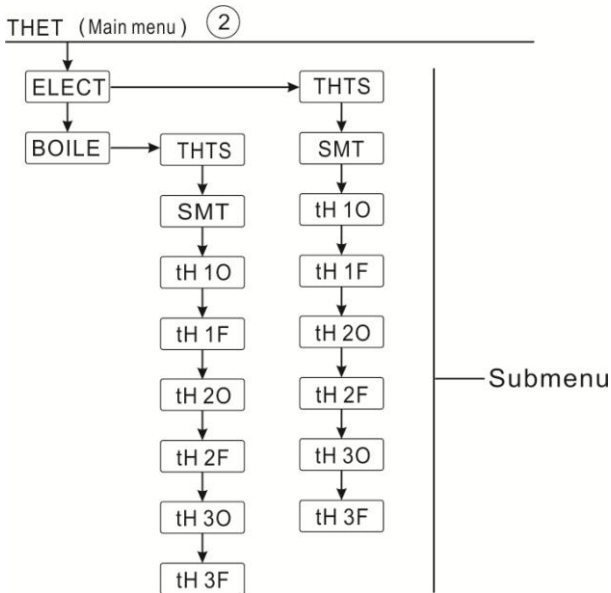 THET (Main menu) 2
ELECT THTS
BOILE THTS SMT
SMT tH 1O
tH 1O tH 1F
tH 1F tH 2O
tH 2O tH 2F
Submenu
tH 2F tH 3O
tH 3O tH 3F
tH 3F